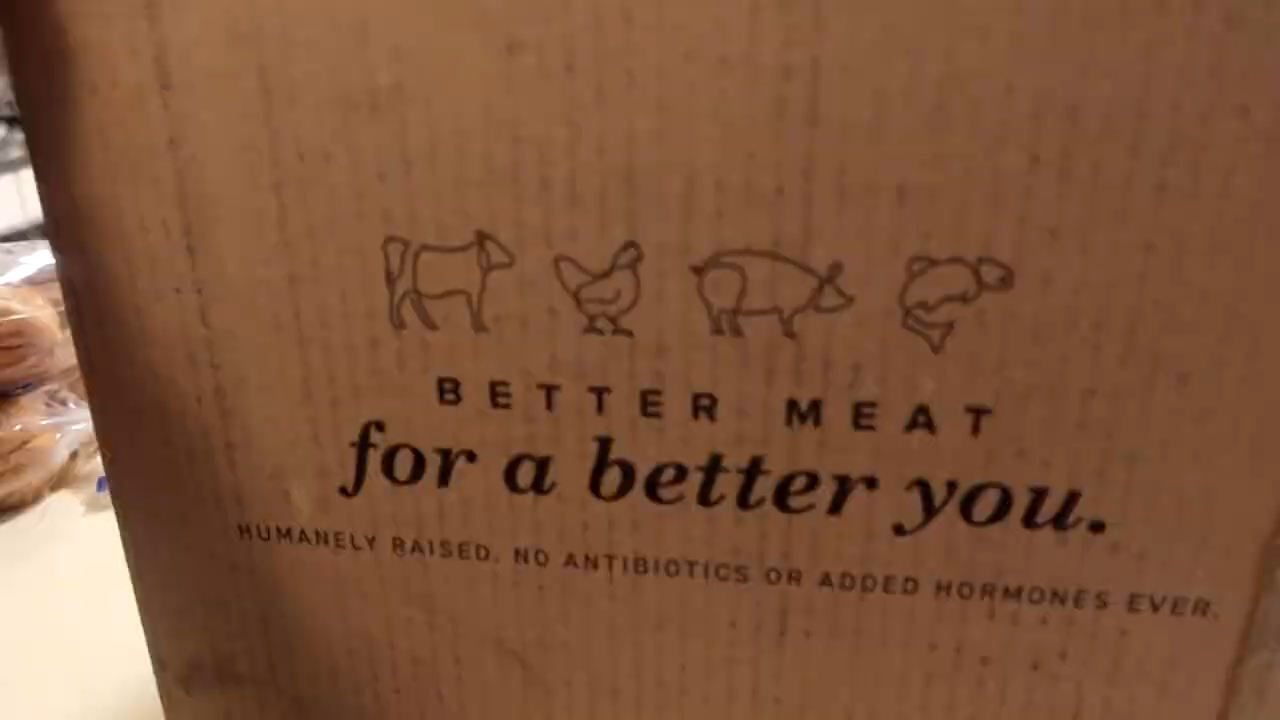 BETTER MEAT
for a better you.
HUMANELY RAISED. NO ANTIBIOTICS OR ADDED HORMONES EVER.